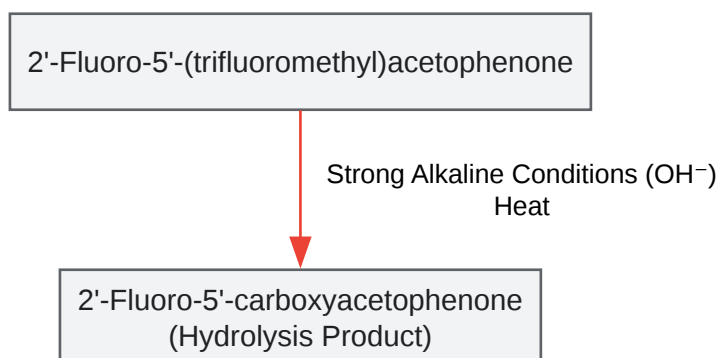 2'-Fluoro-5'-(trifluoromethyl)acetophenone
Strong Alkaline Conditions (OH⁻)
Heat
2'-Fluoro-5'-carboxyacetophenone
(Hydrolysis Product)